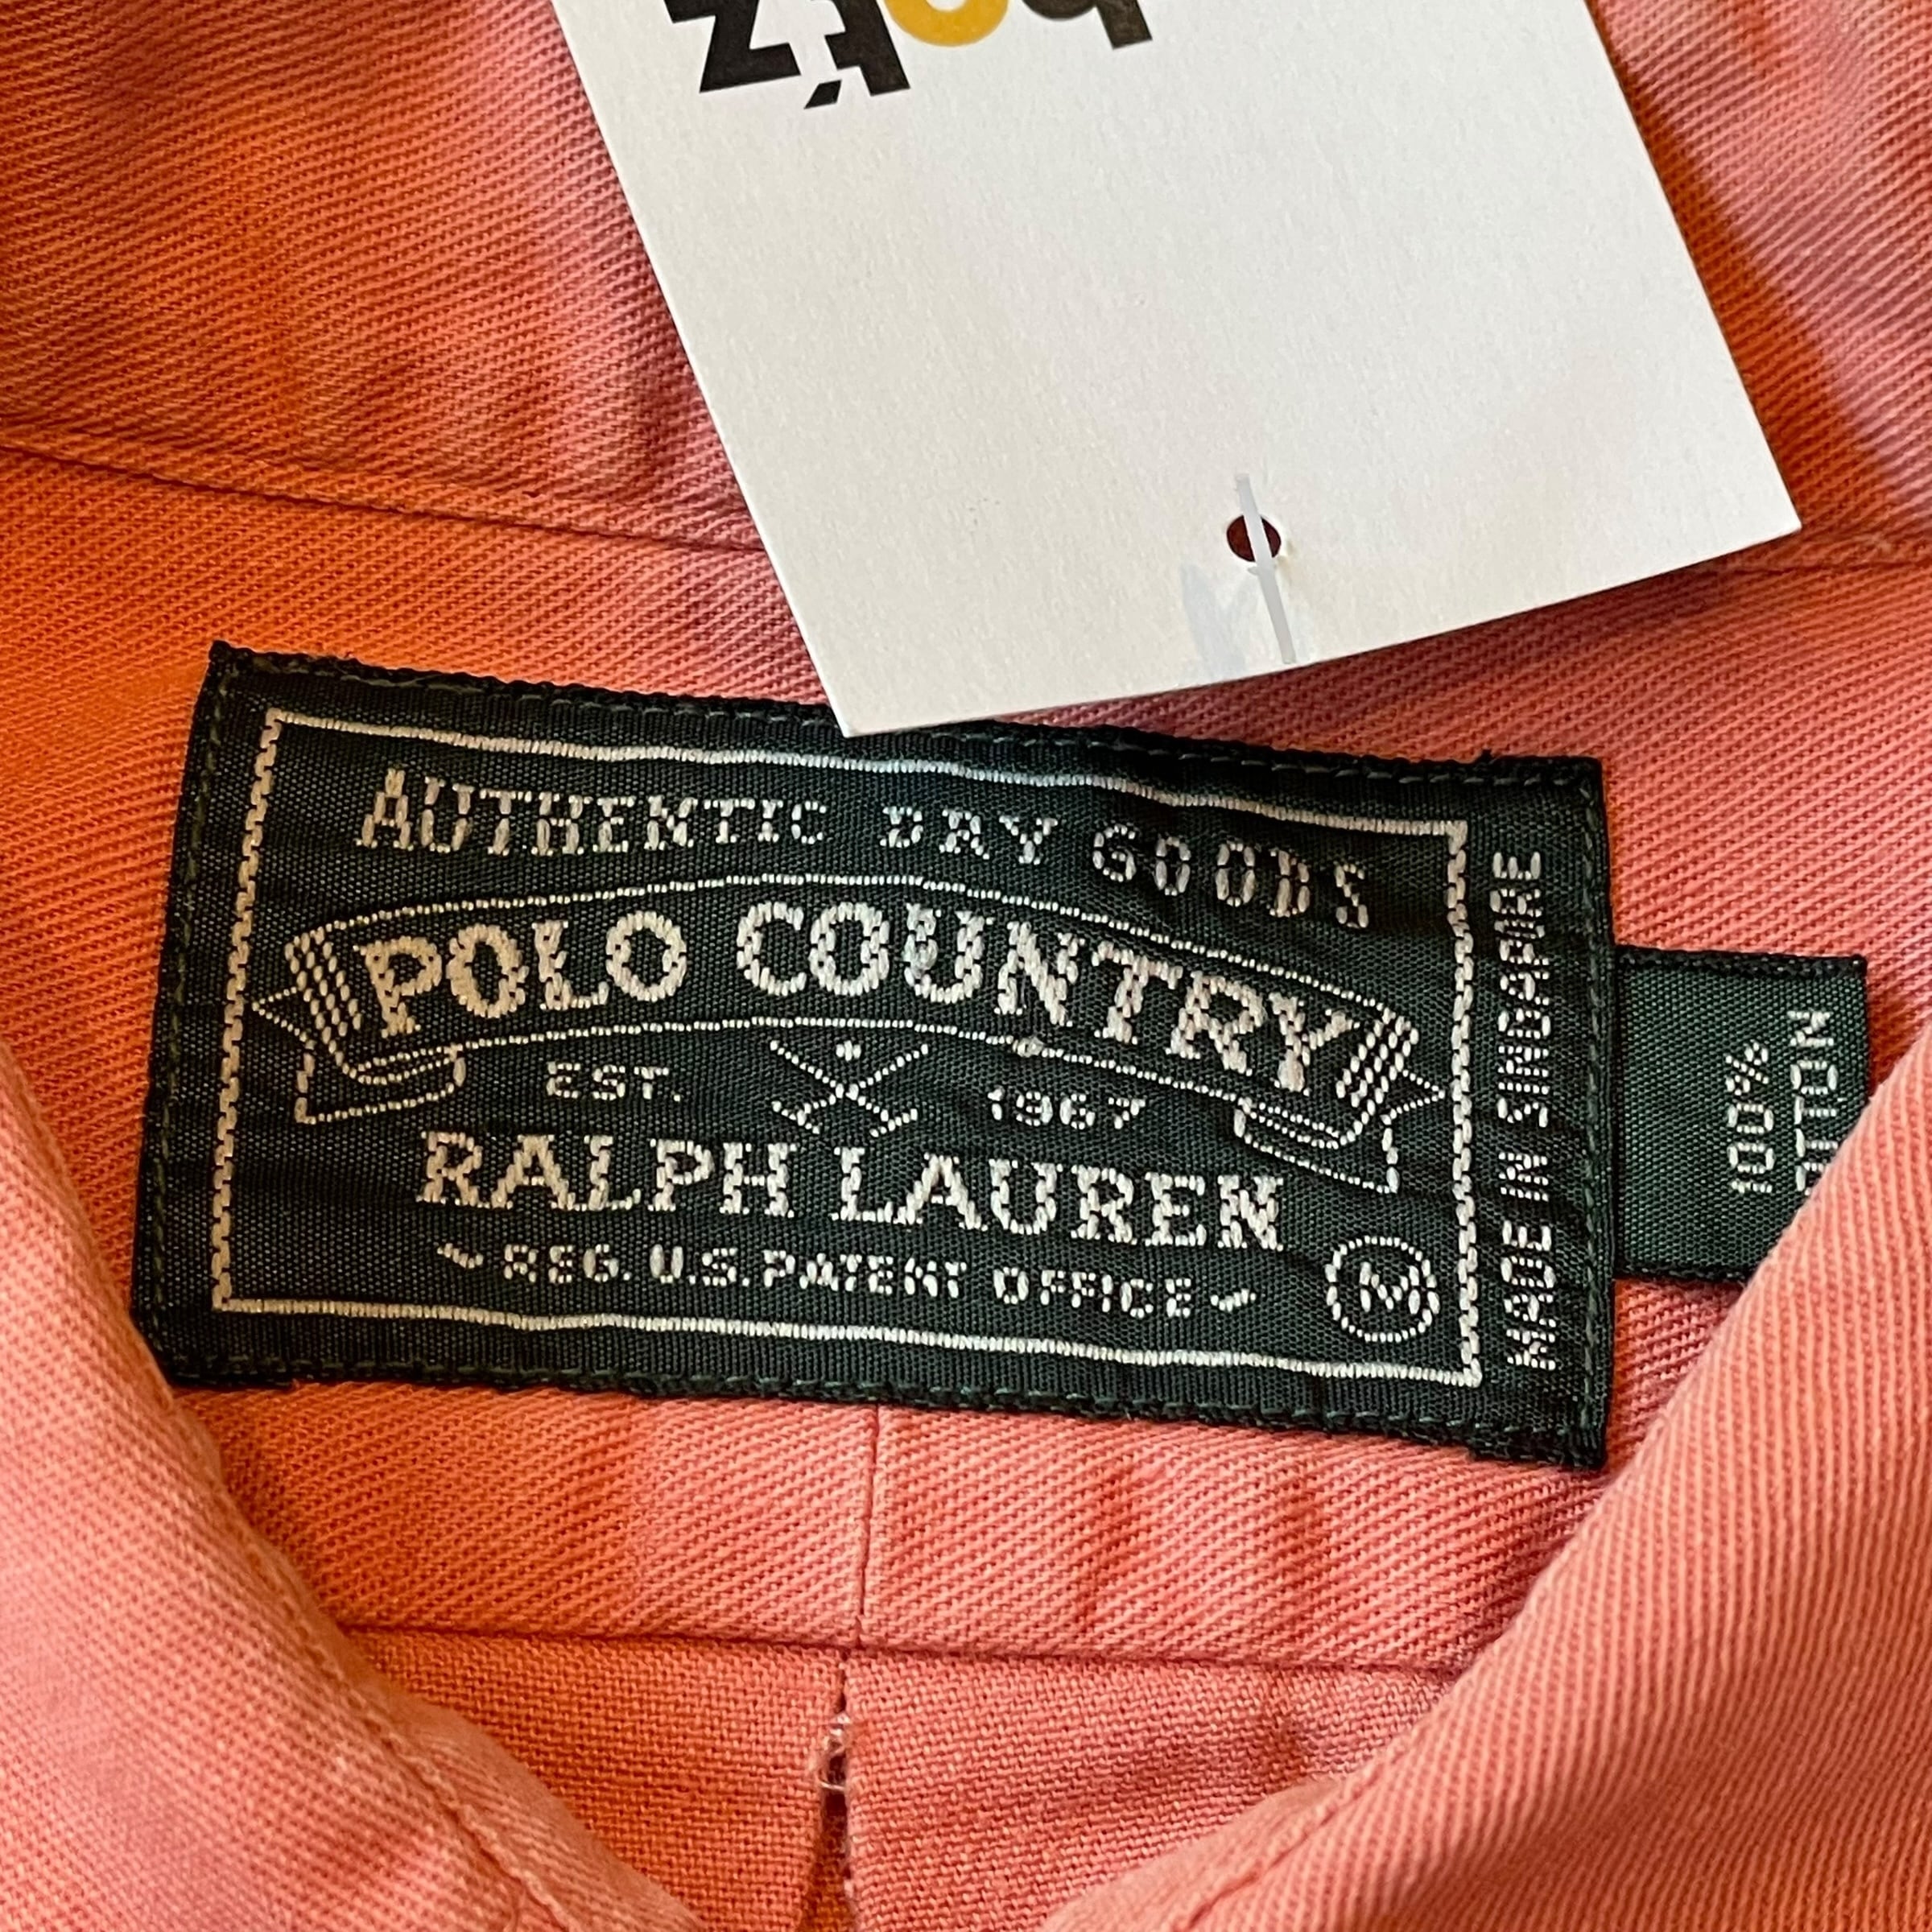 AUTHENTIC DRY GOODS
POLO COUNTRY
EST. 1967
RALPH LAUREN
REG. U.S. PATENT OFFICE
M
MADE IN SINGAPORE
100%